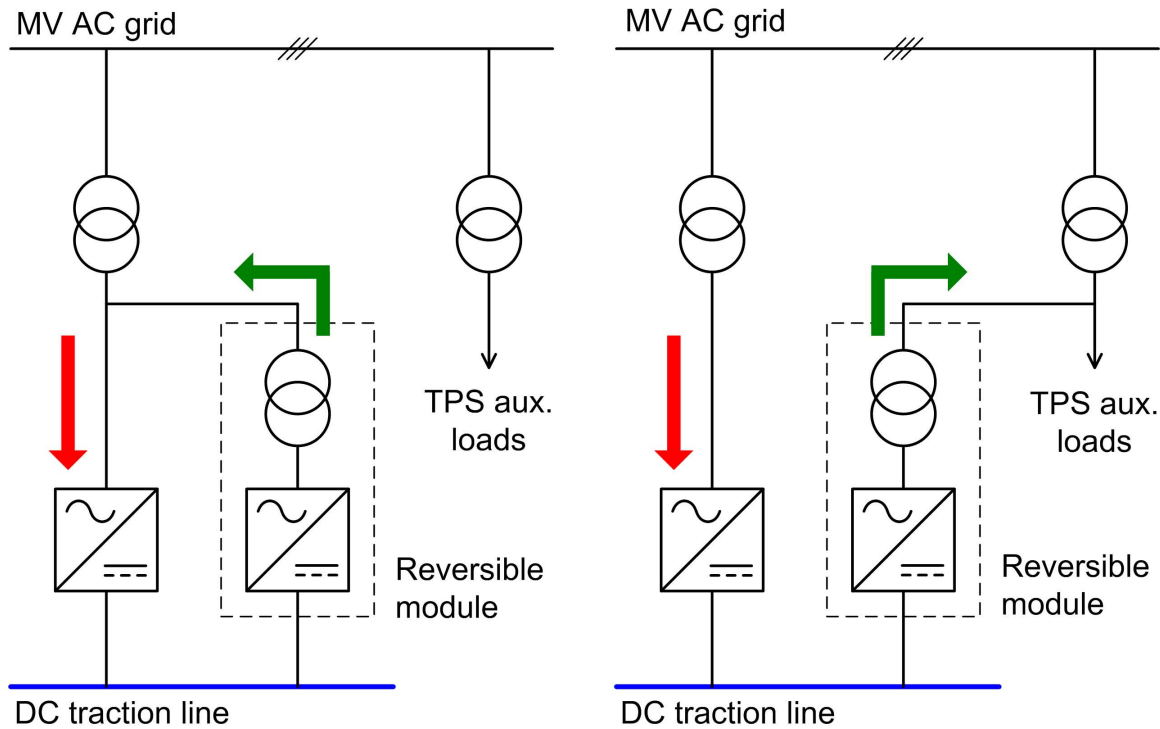 MV AC grid
TPS aux.
loads
Reversible
module
DC traction line
MV AC grid
TPS aux.
loads
Reversible
module
DC traction line